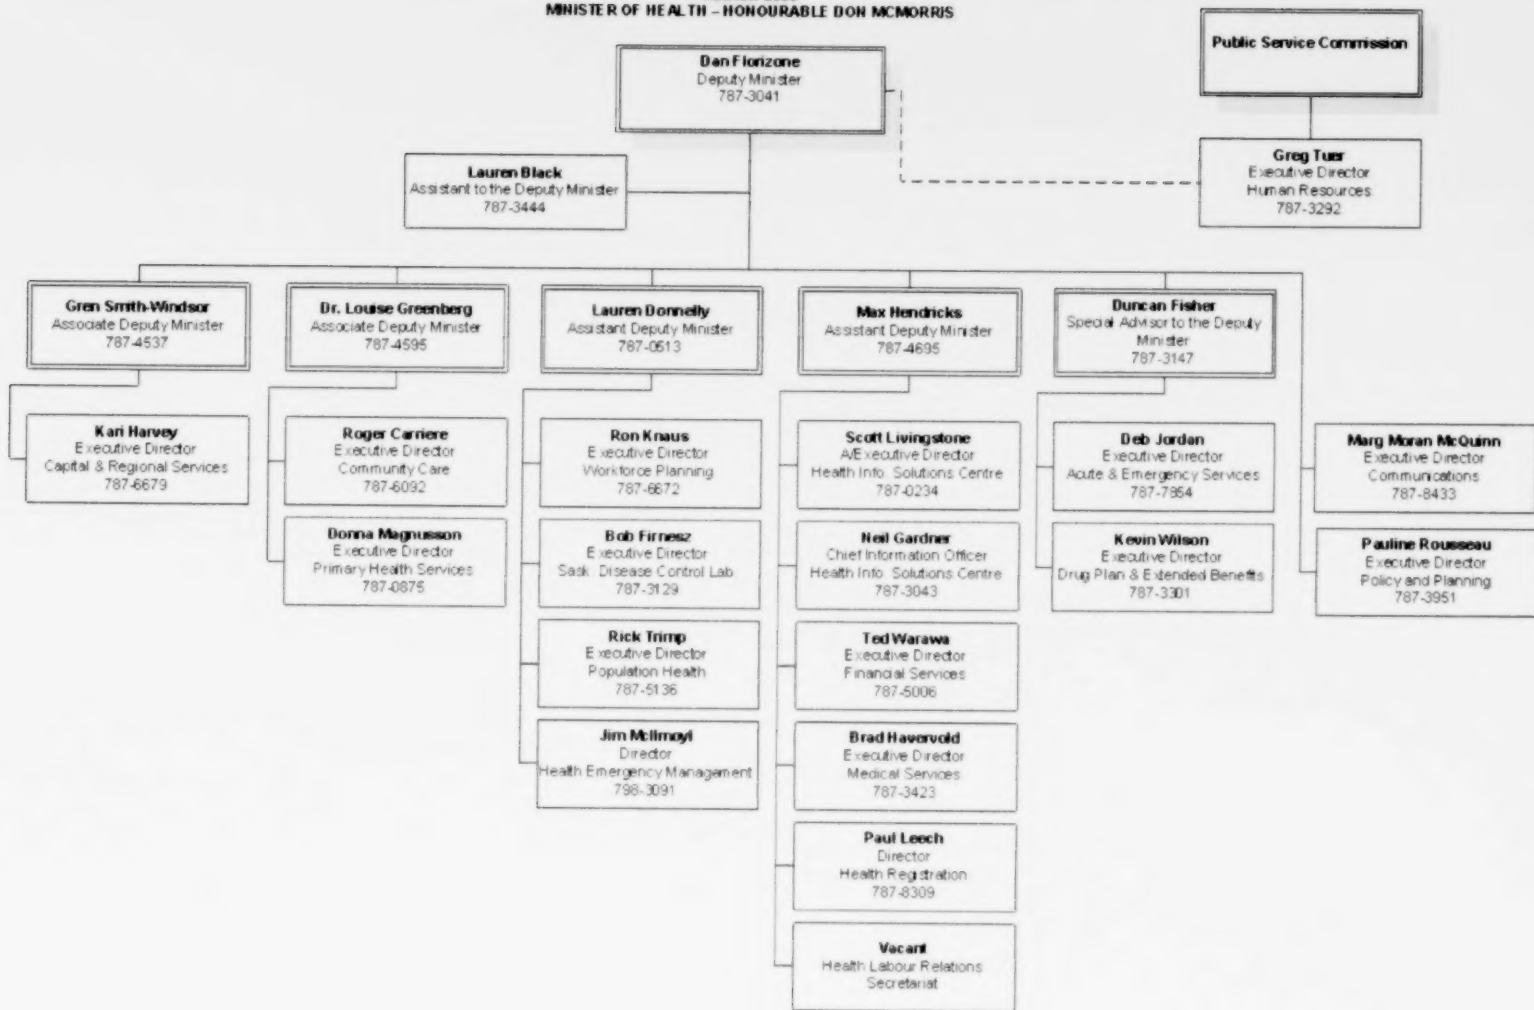 MINISTER OF HEALTH – HONOURABLE DON MCMORRIS
Dan Florizone
Deputy Minister
787-3041
Public Service Commission
Lauren Black
Assistant to the Deputy Minister
787-3444
Greg Tuer
Executive Director
Human Resources
787-3292
Gren Smith-Windsor
Associate Deputy Minister
787-4537
Dr. Louise Greenberg
Associate Deputy Minister
787-4595
Lauren Donnelly
Assistant Deputy Minister
787-0513
Max Hendricks
Assistant Deputy Minister
787-4695
Duncan Fisher
Special Advisor to the Deputy
Minister
787-3147
Kari Harvey
Executive Director
Capital & Regional Services
787-6679
Roger Carriere
Executive Director
Community Care
787-6092
Donna Magnusson
Executive Director
Primary Health Services
787-0875
Ron Knaus
Executive Director
Workforce Planning
787-6672
Bob Firnesz
Executive Director
Sask. Disease Control Lab
787-3129
Rick Trimp
Executive Director
Population Health
787-5136
Jim McIlmoyl
Director
Health Emergency Management
798-3091
Scott Livingstone
A/Executive Director
Health Info. Solutions Centre
787-0234
Neil Gardner
Chief Information Officer
Health Info. Solutions Centre
787-3043
Ted Warawa
Executive Director
Financial Services
787-5006
Brad Havervold
Executive Director
Medical Services
787-3423
Paul Leech
Director
Health Registration
787-8309
Vacant
Health Labour Relations
Secretariat
Deb Jordan
Executive Director
Acute & Emergency Services
787-7854
Kevin Wilson
Executive Director
Drug Plan & Extended Benefits
787-3301
Marg Moran McQuinn
Executive Director
Communications
787-8433
Pauline Rousseau
Executive Director
Policy and Planning
787-3951